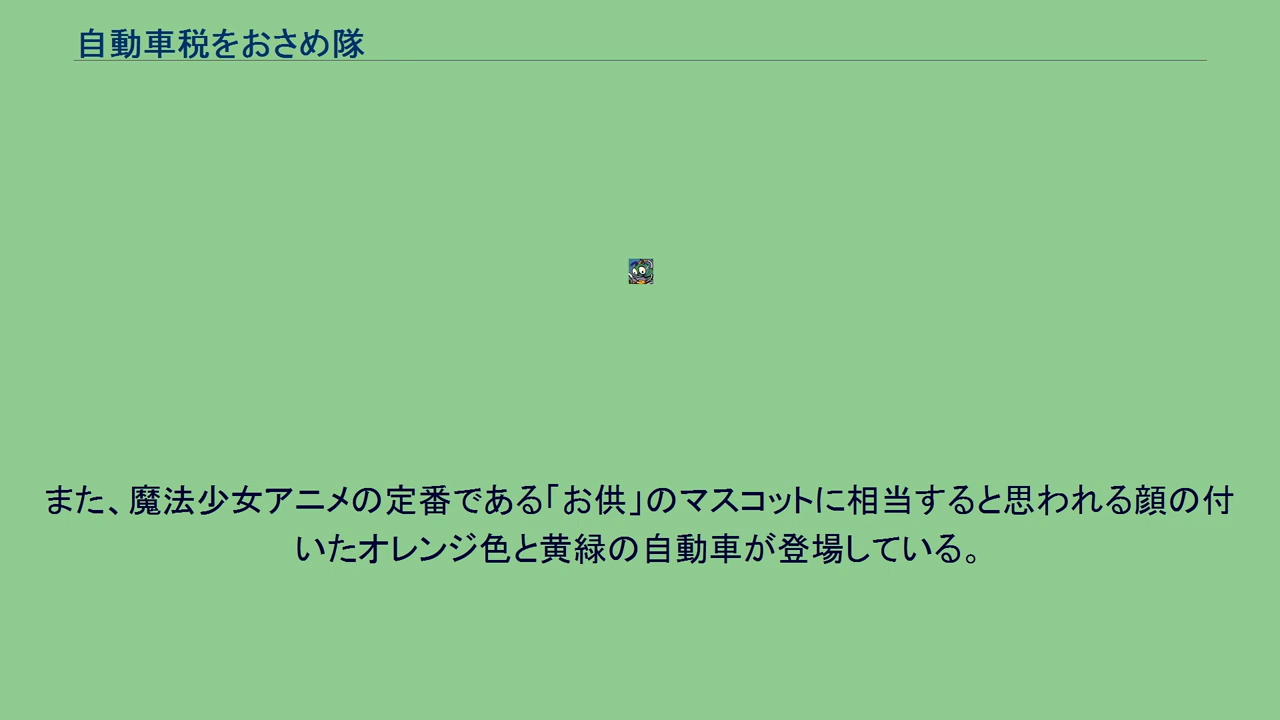 自動車税をおさめ隊
また、魔法少女アニメの定番である「お供」のマスコットに相当すると思われる顔の付
いたオレンジ色と黄緑の自動車が登場している。